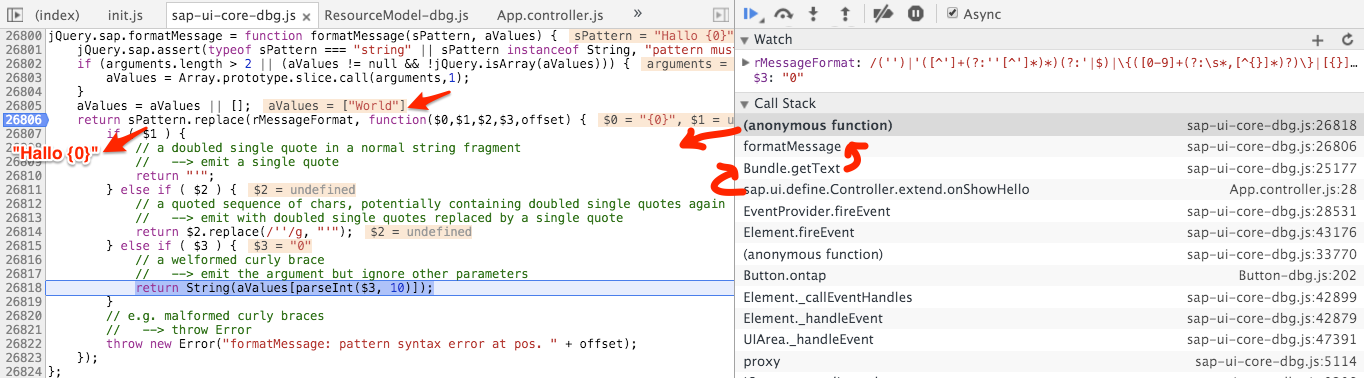 (index) init.js sap-ui-core-dbg.js × ResourceModel-dbg.js App.controller.js »
26800 jQuery.sap.formatMessage = function formatMessage(sPattern, aValues) { sPattern = "Hallo {0}"
26801 jQuery.sap.assert(typeof sPattern === "string" || sPattern instanceof String, "pattern mus
26802 if (arguments.length > 2 || (aValues != null && !jQuery.isArray(aValues))) { arguments =
26803 aValues = Array.prototype.slice.call(arguments,1);
26804 }
26805 aValues = aValues || []; aValues = ["World"]
26806 return sPattern.replace(rMessageFormat, function($0,$1,$2,$3,offset) { $0 = "{0}", $1 = u
26807 if ( $1 ) {
"Hallo {0}"
26808 // a doubled single quote in a normal string fragment
26809 // --> emit a single quote
26810 return "'";
26811 } else if ( $2 ) { $2 = undefined
26812 // a quoted sequence of chars, potentially containing doubled single quotes again
26813 // --> emit with doubled single quotes replaced by a single quote
26814 return $2.replace(/''/g, "'"); $2 = undefined
26815 } else if ( $3 ) { $3 = "0"
26816 // a welformed curly brace
26817 // --> emit the argument but ignore other parameters
26818 return String(aValues[parseInt($3, 10)]);
26819 }
26820 // e.g. malformed curly braces
26821 // --> throw Error
26822 throw new Error("formatMessage: pattern syntax error at pos. " + offset);
26823 });
26824 };
Async
Watch
rMessageFormat: /('')|'([^']+(?:''[^']*)*)(?:'|$)|\{([0-9]+(?:\s*,[^{}]*)?)\}|[{}]…
$3: "0"
Call Stack
(anonymous function) sap-ui-core-dbg.js:26818
formatMessage sap-ui-core-dbg.js:26806
Bundle.getText sap-ui-core-dbg.js:25177
sap.ui.define.Controller.extend.onShowHello App.controller.js:28
EventProvider.fireEvent sap-ui-core-dbg.js:28531
Element.fireEvent sap-ui-core-dbg.js:43176
(anonymous function) sap-ui-core-dbg.js:33770
Button.ontap Button-dbg.js:202
Element._callEventHandles sap-ui-core-dbg.js:42899
Element._handleEvent sap-ui-core-dbg.js:42879
UIArea._handleEvent sap-ui-core-dbg.js:47391
proxy sap-ui-core-dbg.js:5114